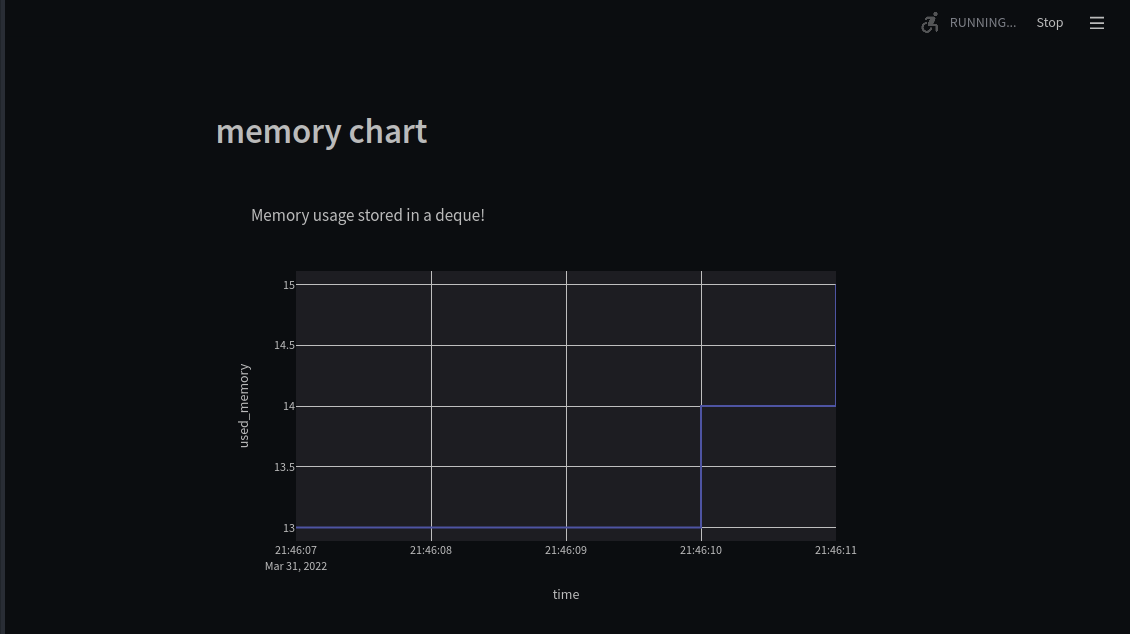 RUNNING... Stop
memory chart
Memory usage stored in a deque!
15
14.5
14
13.5
13
used_memory
21:46:07 21:46:08 21:46:09 21:46:10 21:46:11
Mar 31, 2022
time